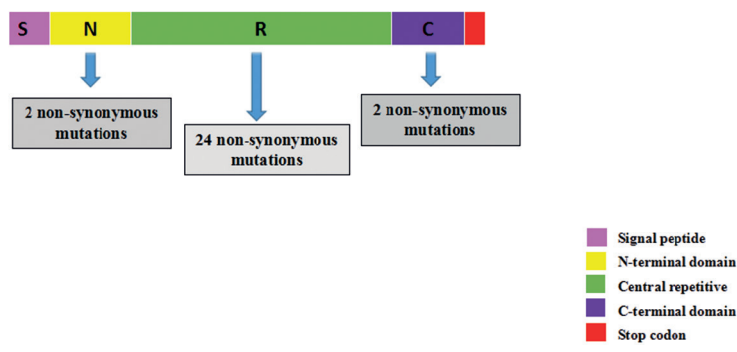 S N R C
2 non-synonymous
mutations
24 non-synonymous
mutations
2 non-synonymous
mutations
Signal peptide
N-terminal domain
Central repetitive
C-terminal domain
Stop codon